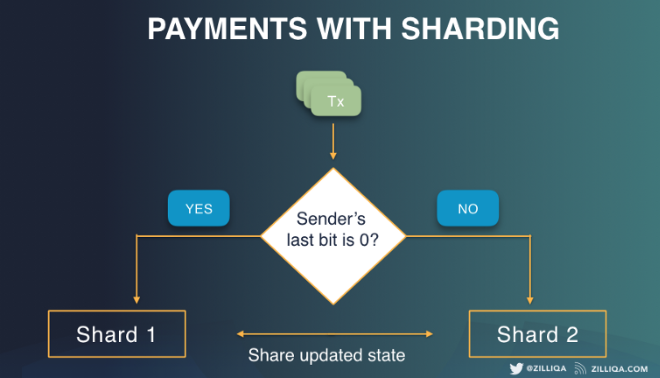 PAYMENTS WITH SHARDING
Tx
YES
NO
Sender's
last bit is 0?
Shard 1
Shard 2
Share updated state
@ZILLIQA
ZILLIQA.COM